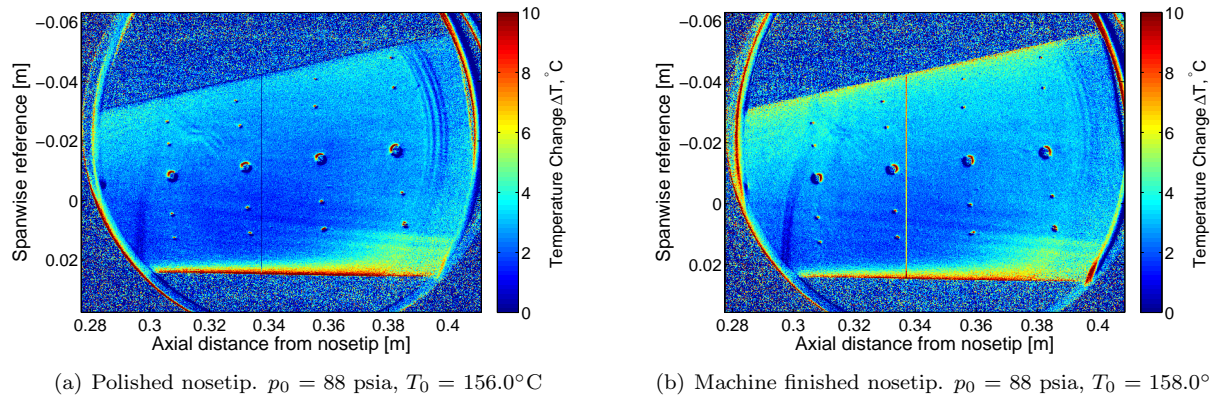 −0.06
−0.04
−0.02
0
0.02
Spanwise reference [m]
0.28 0.3 0.32 0.34 0.36 0.38 0.4
Axial distance from nosetip [m]
10
8
6
4
2
0
Temperature Change ΔT,°C
(a) Polished nosetip. p0 = 88 psia, T0 = 156.0°C
−0.06
−0.04
−0.02
0
0.02
Spanwise reference [m]
0.28 0.3 0.32 0.34 0.36 0.38 0.4
Axial distance from nosetip [m]
10
8
6
4
2
0
Temperature Change ΔT,°C
(b) Machine finished nosetip. p0 = 88 psia, T0 = 158.0°